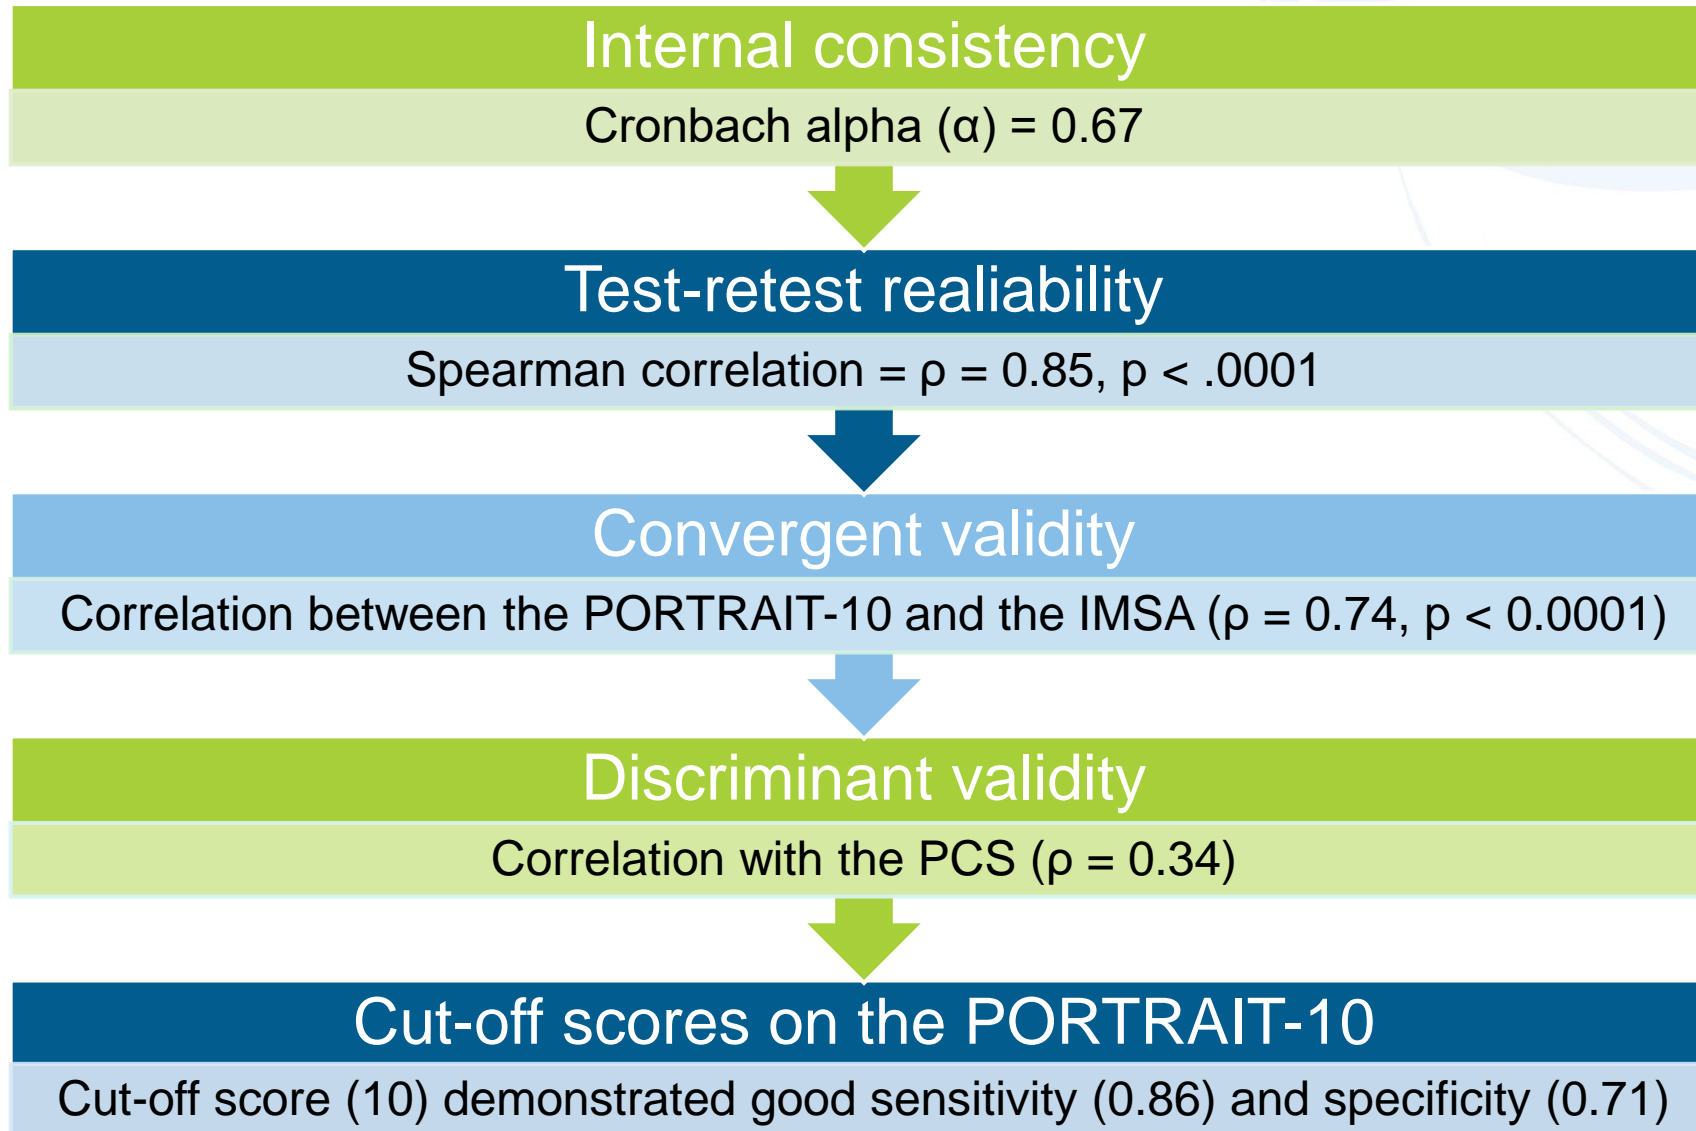 Internal consistency
Cronbach alpha (α) = 0.67
Test-retest realiability
Spearman correlation = ρ = 0.85, p < .0001
Convergent validity
Correlation between the PORTRAIT-10 and the IMSA (ρ = 0.74, p < 0.0001)
Discriminant validity
Correlation with the PCS (ρ = 0.34)
Cut-off scores on the PORTRAIT-10
Cut-off score (10) demonstrated good sensitivity (0.86) and specificity (0.71)